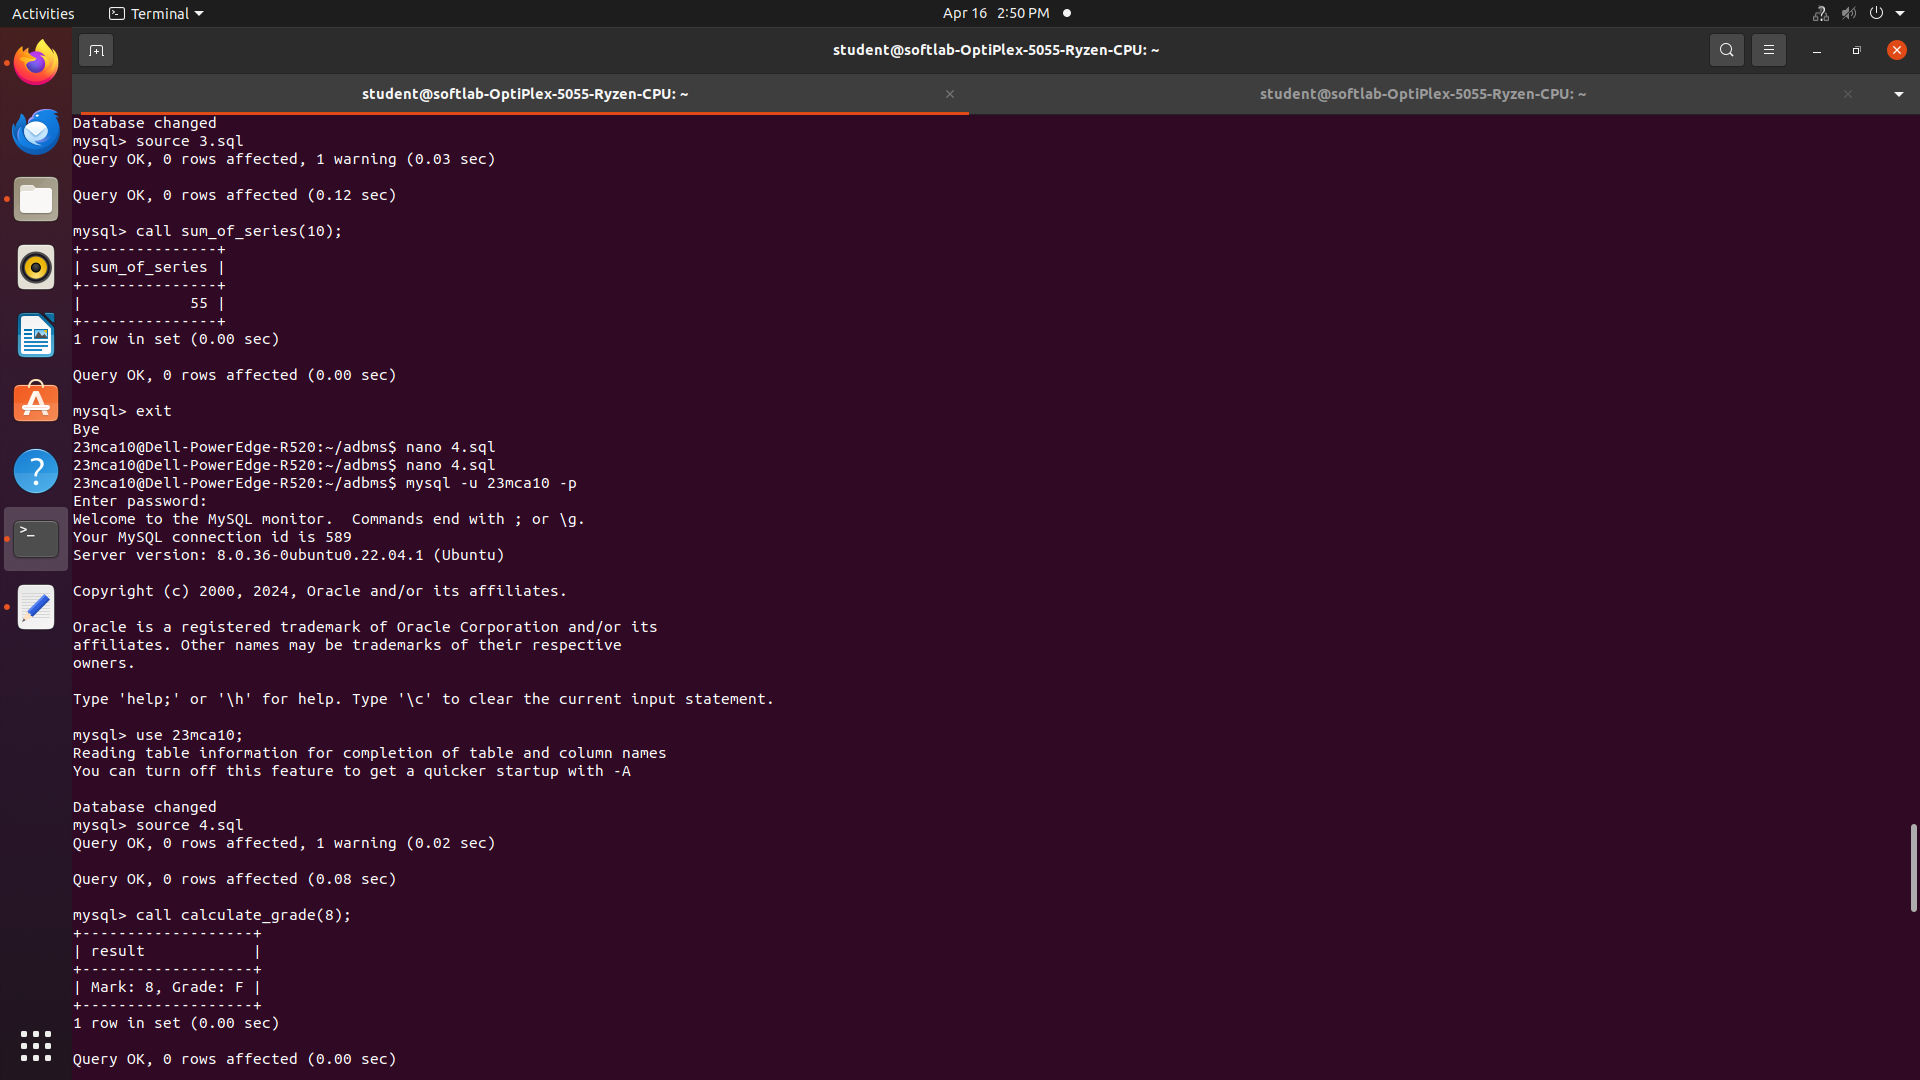 Activities
Terminal
Apr 16 2:50 PM
student@softlab-OptiPlex-5055-Ryzen-CPU: ~
student@softlab-OptiPlex-5055-Ryzen-CPU: ~
student@softlab-OptiPlex-5055-Ryzen-CPU: ~
Database changed
mysql> source 3.sql
Query OK, 0 rows affected, 1 warning (0.03 sec)
Query OK, 0 rows affected (0.12 sec)
mysql> call sum_of_series(10);
+---------------+
| sum_of_series |
+---------------+
|            55 |
+---------------+
1 row in set (0.00 sec)
Query OK, 0 rows affected (0.00 sec)
mysql> exit
Bye
23mca10@Dell-PowerEdge-R520:~/adbms$ nano 4.sql
23mca10@Dell-PowerEdge-R520:~/adbms$ nano 4.sql
23mca10@Dell-PowerEdge-R520:~/adbms$ mysql -u 23mca10 -p
Enter password:
Welcome to the MySQL monitor.  Commands end with ; or \g.
Your MySQL connection id is 589
Server version: 8.0.36-0ubuntu0.22.04.1 (Ubuntu)
Copyright (c) 2000, 2024, Oracle and/or its affiliates.
Oracle is a registered trademark of Oracle Corporation and/or its
affiliates. Other names may be trademarks of their respective
owners.
Type 'help;' or '\h' for help. Type '\c' to clear the current input statement.
mysql> use 23mca10;
Reading table information for completion of table and column names
You can turn off this feature to get a quicker startup with -A
Database changed
mysql> source 4.sql
Query OK, 0 rows affected, 1 warning (0.02 sec)
Query OK, 0 rows affected (0.08 sec)
mysql> call calculate_grade(8);
+-------------------+
| result            |
+-------------------+
| Mark: 8, Grade: F |
+-------------------+
1 row in set (0.00 sec)
Query OK, 0 rows affected (0.00 sec)